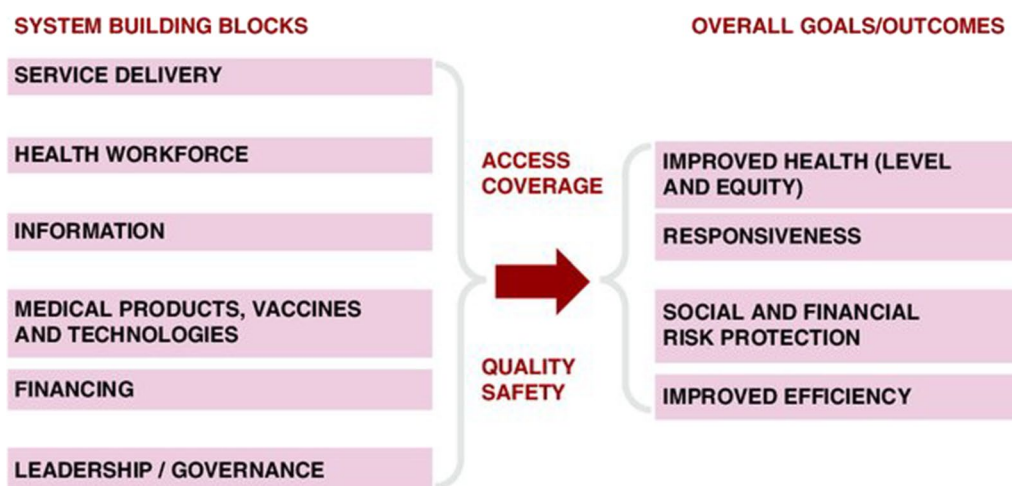 SYSTEM BUILDING BLOCKS
SERVICE DELIVERY
HEALTH WORKFORCE
INFORMATION
MEDICAL PRODUCTS, VACCINES
AND TECHNOLOGIES
FINANCING
LEADERSHIP / GOVERNANCE
ACCESS
COVERAGE
QUALITY
SAFETY
OVERALL GOALS/OUTCOMES
IMPROVED HEALTH (LEVEL
AND EQUITY)
RESPONSIVENESS
SOCIAL AND FINANCIAL
RISK PROTECTION
IMPROVED EFFICIENCY